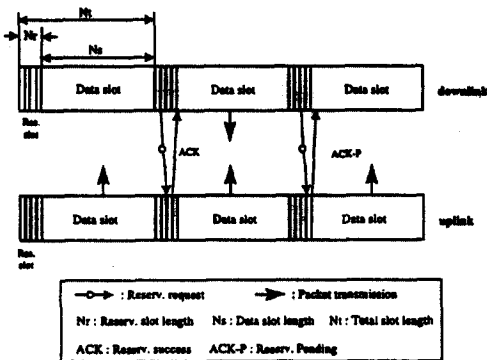 Nt
Nr
Ns
Data slot Data slot Data slot downlink
Res.
slot
ACK ACK-P
Data slot Data slot Data slot uplink
Res.
slot
: Reserv. request : Packet transmission
Nr : Reserv. slot length Ns : Data slot length Nt : Total slot length
ACK : Reserv. success ACK-P : Reserv. Pending